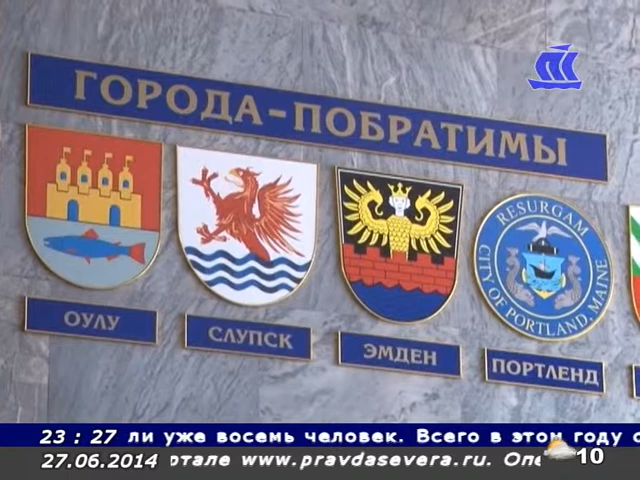 ГОРОДА-ПОБРАТИМЫ
RESURGAM
CITY OF PORTLAND, MAINE
ОУЛУ
СЛУПСК
ЭМДЕН
ПОРТЛЕНД
23 : 27 ли уже восемь человек. Всего в этом году
27.06.2014 www.pravdasevera.ru. 10